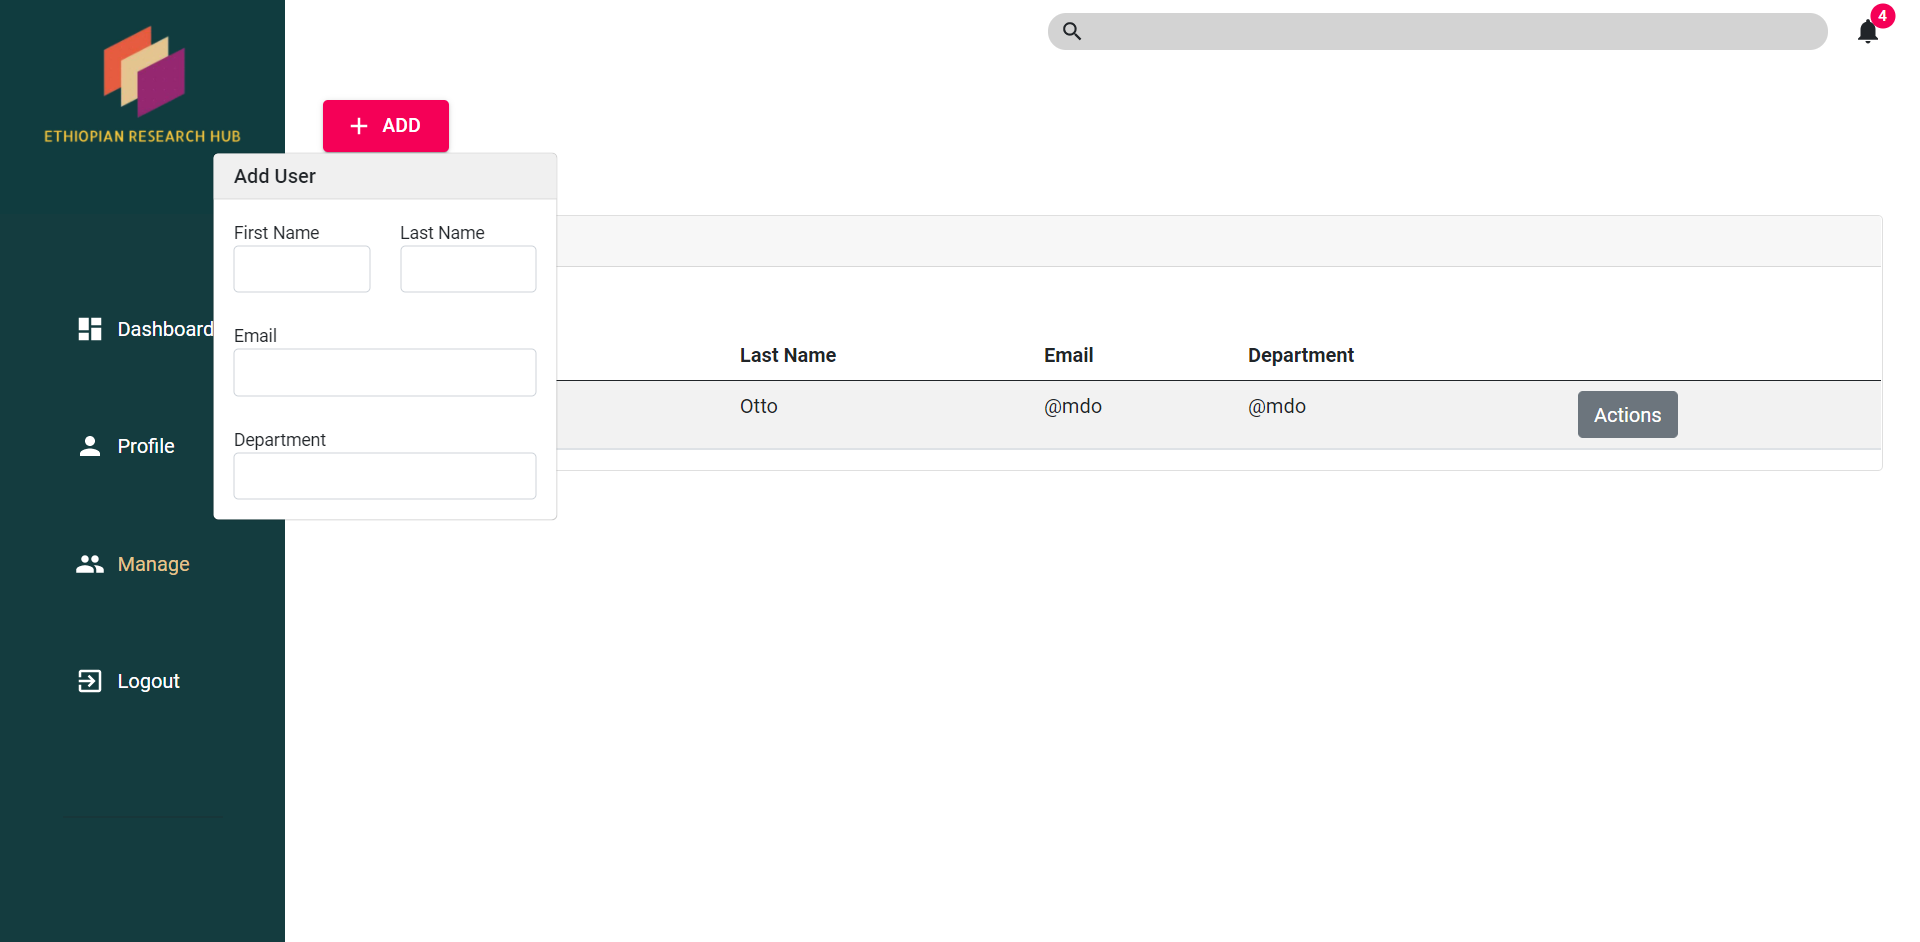 4
ETHIOPIAN RESEARCH HUB
ADD
Add User
First Name Last Name
Email
Department
Dashboard
Profile
Manage
Logout
Last Name Email Department
Otto @mdo @mdo Actions